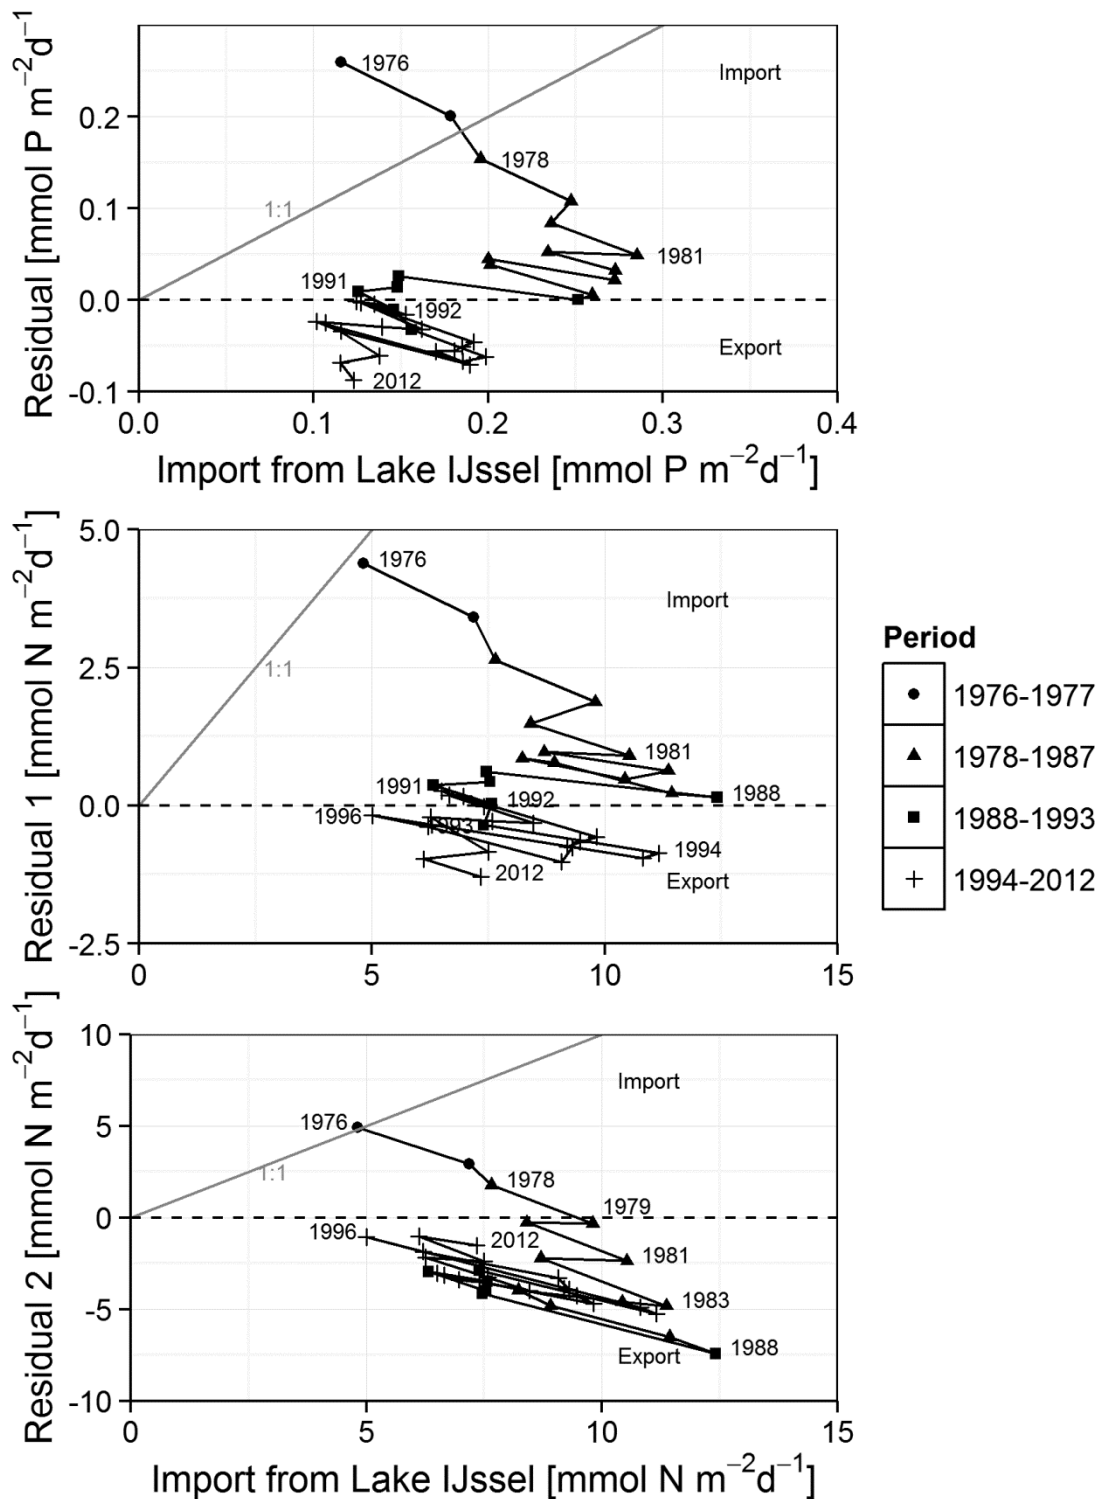 Residual [mmol P m⁻²d⁻¹]
0.2
0.1
0.0
-0.1
1976
Import
1978
1:1
1981
1991
1992
Export
2012
0.0 0.1 0.2 0.3 0.4
Import from Lake IJssel [mmol P m⁻²d⁻¹]
Residual 1 [mmol N m⁻²d⁻¹]
5.0
2.5
0.0
-2.5
1976
Import
1:1
1981
1991
1988
1992
1996
1994
2012
Export
0 5 10 15
Period
1976-1977
1978-1987
1988-1993
1994-2012
Residual 2 [mmol N m⁻²d⁻¹]
10
5
0
-5
-10
Import
1976
1:1
1978
1979
1996
2012
1981
1983
1988
Export
0 5 10 15
Import from Lake IJssel [mmol N m⁻²d⁻¹]